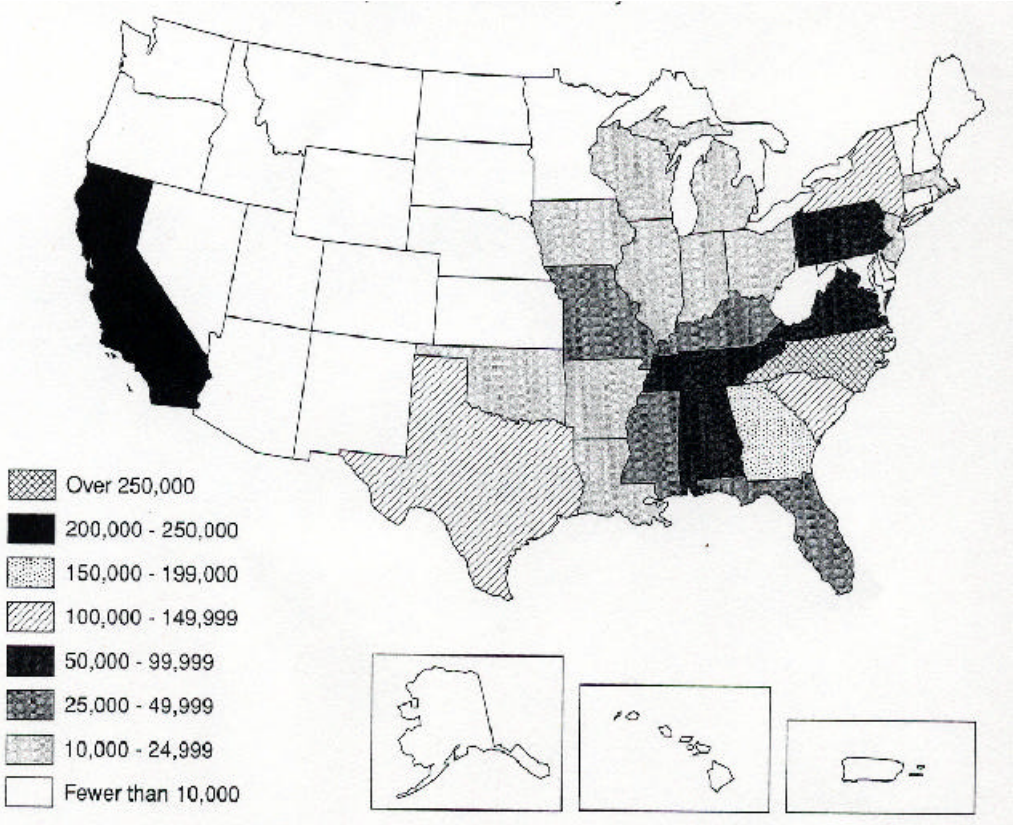 Over 250,000
200,000 - 250,000
150,000 - 199,000
100,000 - 149,999
50,000 - 99,999
25,000 - 49,999
10,000 - 24,999
Fewer than 10,000